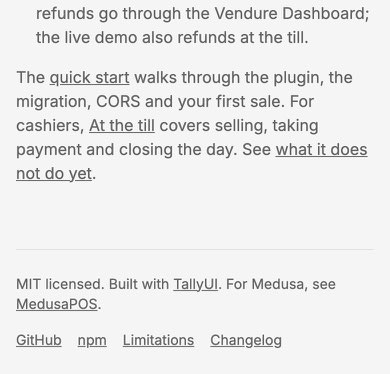 refunds go through the Vendure Dashboard;
the live demo also refunds at the till.
The quick start walks through the plugin, the
migration, CORS and your first sale. For
cashiers, At the till covers selling, taking
payment and closing the day. See what it does
not do yet.
MIT licensed. Built with TallyUI. For Medusa, see
MedusaPOS.
GitHub npm Limitations Changelog